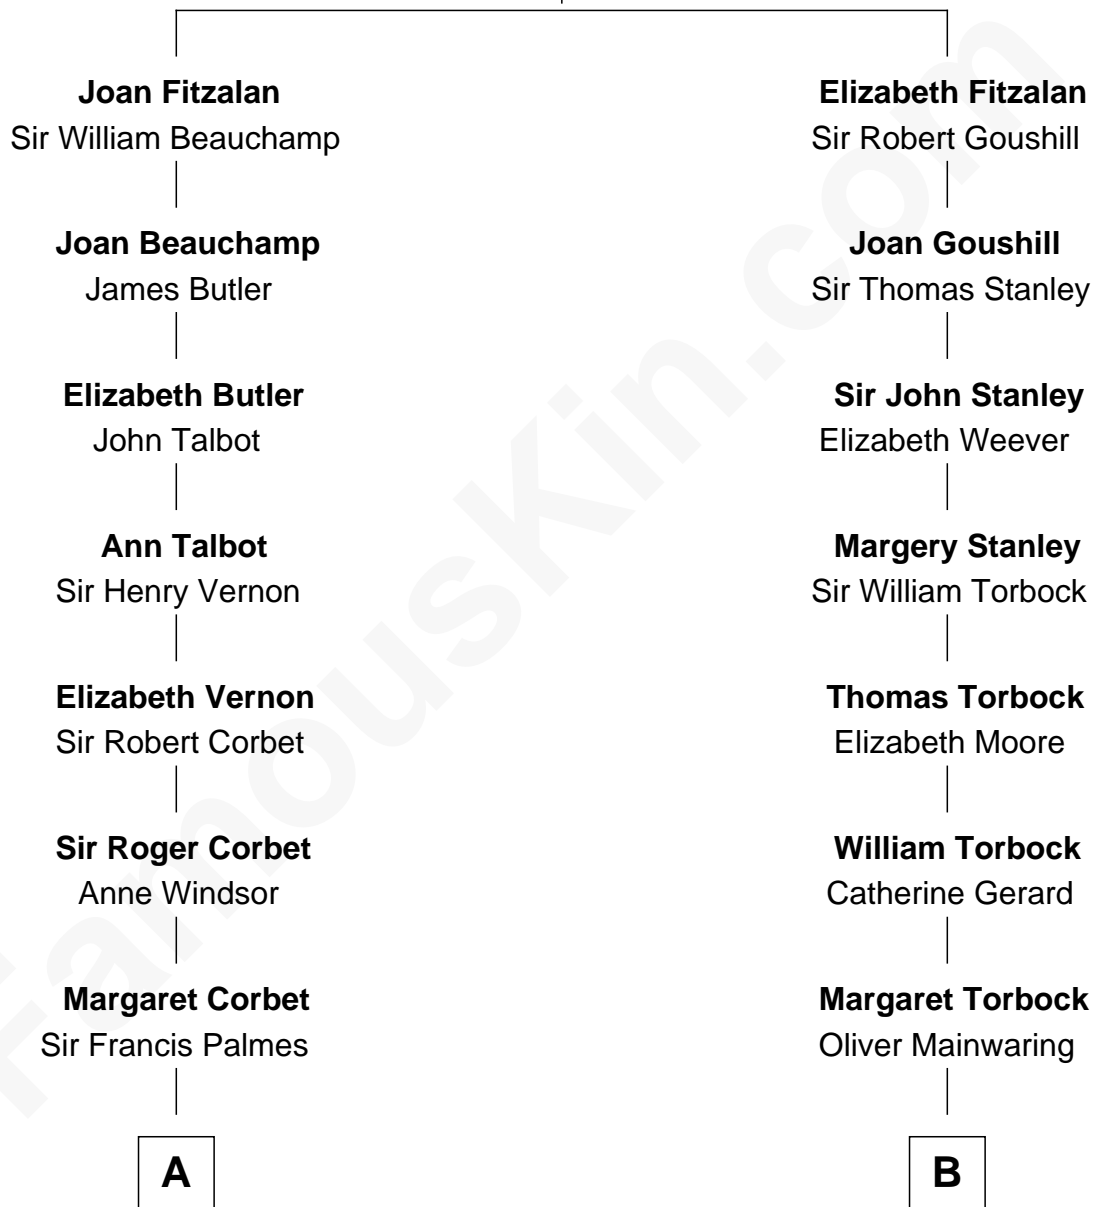 Joan Fitzalan
Sir William Beauchamp
Joan Beauchamp
James Butler
Elizabeth Butler
John Talbot
Ann Talbot
Sir Henry Vernon
Elizabeth Vernon
Sir Robert Corbet
Sir Roger Corbet
Anne Windsor
Margaret Corbet
Sir Francis Palmes
A
Elizabeth Fitzalan
Sir Robert Goushill
Joan Goushill
Sir Thomas Stanley
Sir John Stanley
Elizabeth Weever
Margery Stanley
Sir William Torbock
Thomas Torbock
Elizabeth Moore
William Torbock
Catherine Gerard
Margaret Torbock
Oliver Mainwaring
B
FamousKin.com